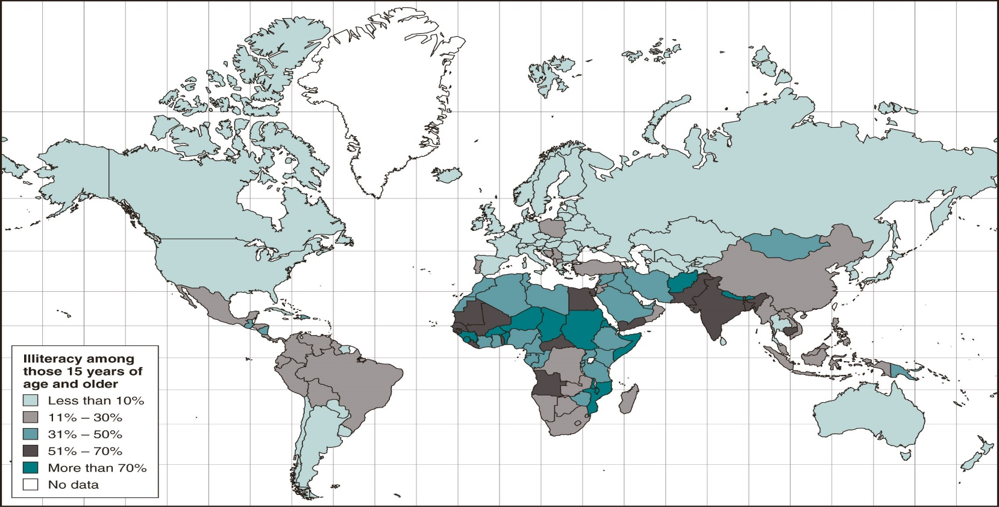 Illiteracy among
those 15 years of
age and older
Less than 10%
11% – 30%
31% – 50%
51% – 70%
More than 70%
No data